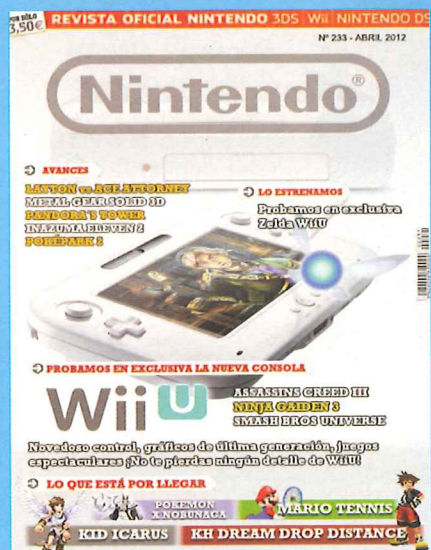 POR SÓLO
3,50€
REVISTA OFICIAL NINTENDO 3DS | Wii | NINTENDO DS
Nº 233 - ABRIL 2012
Nintendo®
AVANCES
LAYTON vs ACE ATTORNEY
METAL GEAR SOLID 3D
PANDORA'S TOWER
INAZUMA ELEVEN 2
POKÉPARK 2
LO ESTRENAMOS
Probamos en exclusiva
Zelda WiiU
PROBAMOS EN EXCLUSIVA LA NUEVA CONSOLA
Wii U
ASSASSINS CREED III
NINJA GAIDEN 3
SMASH BROS UNIVERSE
Novedoso control, gráficos de última generación, juegos
espectaculares ¡No te pierdas ningún detalle de WiiU!
LO QUE ESTÁ POR LLEGAR
POKEMON
X NOBUNAGA
MARIO TENNIS
KID ICARUS
KH DREAM DROP DISTANCE